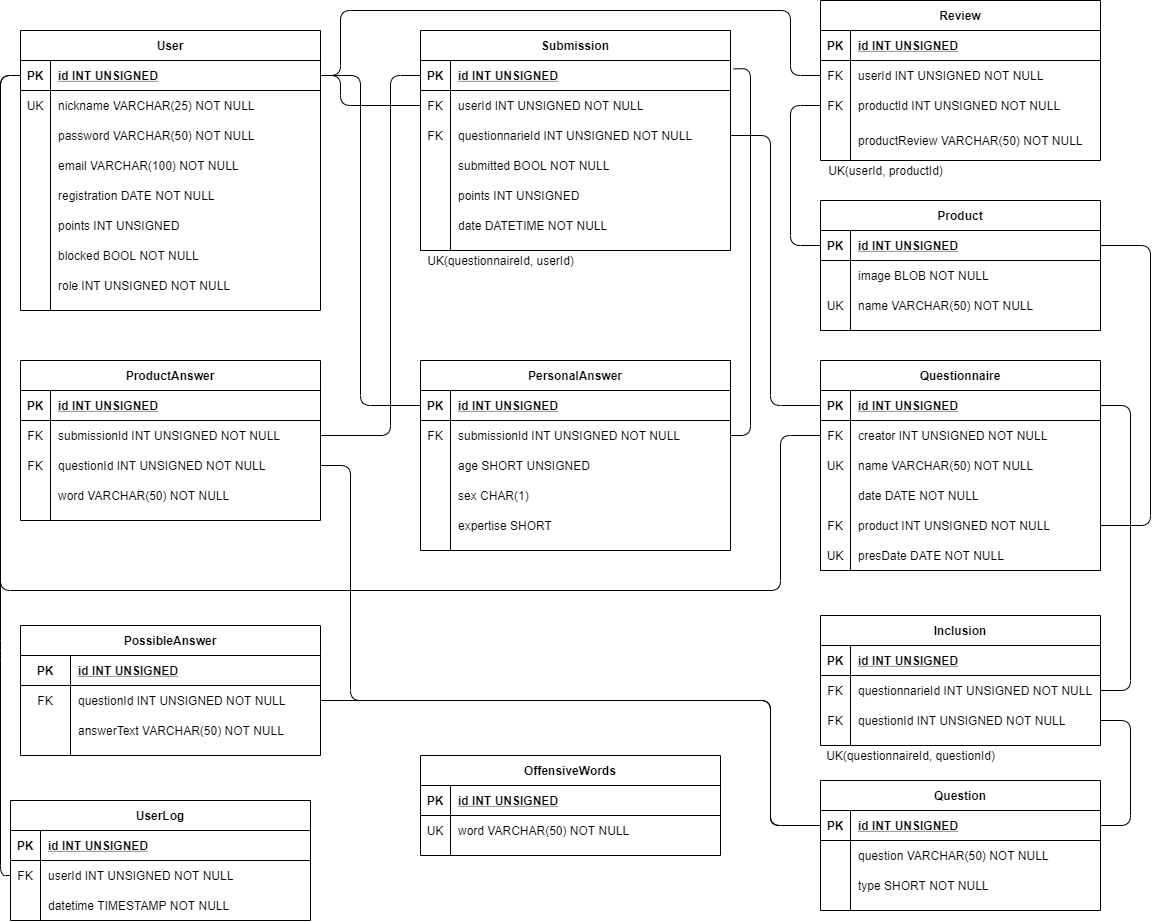 User
PK id INT UNSIGNED
UK nickname VARCHAR(25) NOT NULL
password VARCHAR(50) NOT NULL
email VARCHAR(100) NOT NULL
registration DATE NOT NULL
points INT UNSIGNED
blocked BOOL NOT NULL
role INT UNSIGNED NOT NULL
Submission
PK id INT UNSIGNED
FK userId INT UNSIGNED NOT NULL
FK questionnarieId INT UNSIGNED NOT NULL
submitted BOOL NOT NULL
points INT UNSIGNED
date DATETIME NOT NULL
UK(questionnaireId, userId)
Review
PK id INT UNSIGNED
FK userId INT UNSIGNED NOT NULL
FK productId INT UNSIGNED NOT NULL
productReview VARCHAR(50) NOT NULL
UK(userId, productId)
Product
PK id INT UNSIGNED
image BLOB NOT NULL
UK name VARCHAR(50) NOT NULL
ProductAnswer
PK id INT UNSIGNED
FK submissionId INT UNSIGNED NOT NULL
FK questionId INT UNSIGNED NOT NULL
word VARCHAR(50) NOT NULL
PersonalAnswer
PK id INT UNSIGNED
FK submissionId INT UNSIGNED NOT NULL
age SHORT UNSIGNED
sex CHAR(1)
expertise SHORT
Questionnaire
PK id INT UNSIGNED
FK creator INT UNSIGNED NOT NULL
UK name VARCHAR(50) NOT NULL
date DATE NOT NULL
FK product INT UNSIGNED NOT NULL
UK presDate DATE NOT NULL
PossibleAnswer
PK id INT UNSIGNED
FK questionId INT UNSIGNED NOT NULL
answerText VARCHAR(50) NOT NULL
Inclusion
PK id INT UNSIGNED
FK questionnarieId INT UNSIGNED NOT NULL
FK questionId INT UNSIGNED NOT NULL
UK(questionnaireId, questionId)
UserLog
PK id INT UNSIGNED
FK userId INT UNSIGNED NOT NULL
datetime TIMESTAMP NOT NULL
OffensiveWords
PK id INT UNSIGNED
UK word VARCHAR(50) NOT NULL
Question
PK id INT UNSIGNED
question VARCHAR(50) NOT NULL
type SHORT NOT NULL